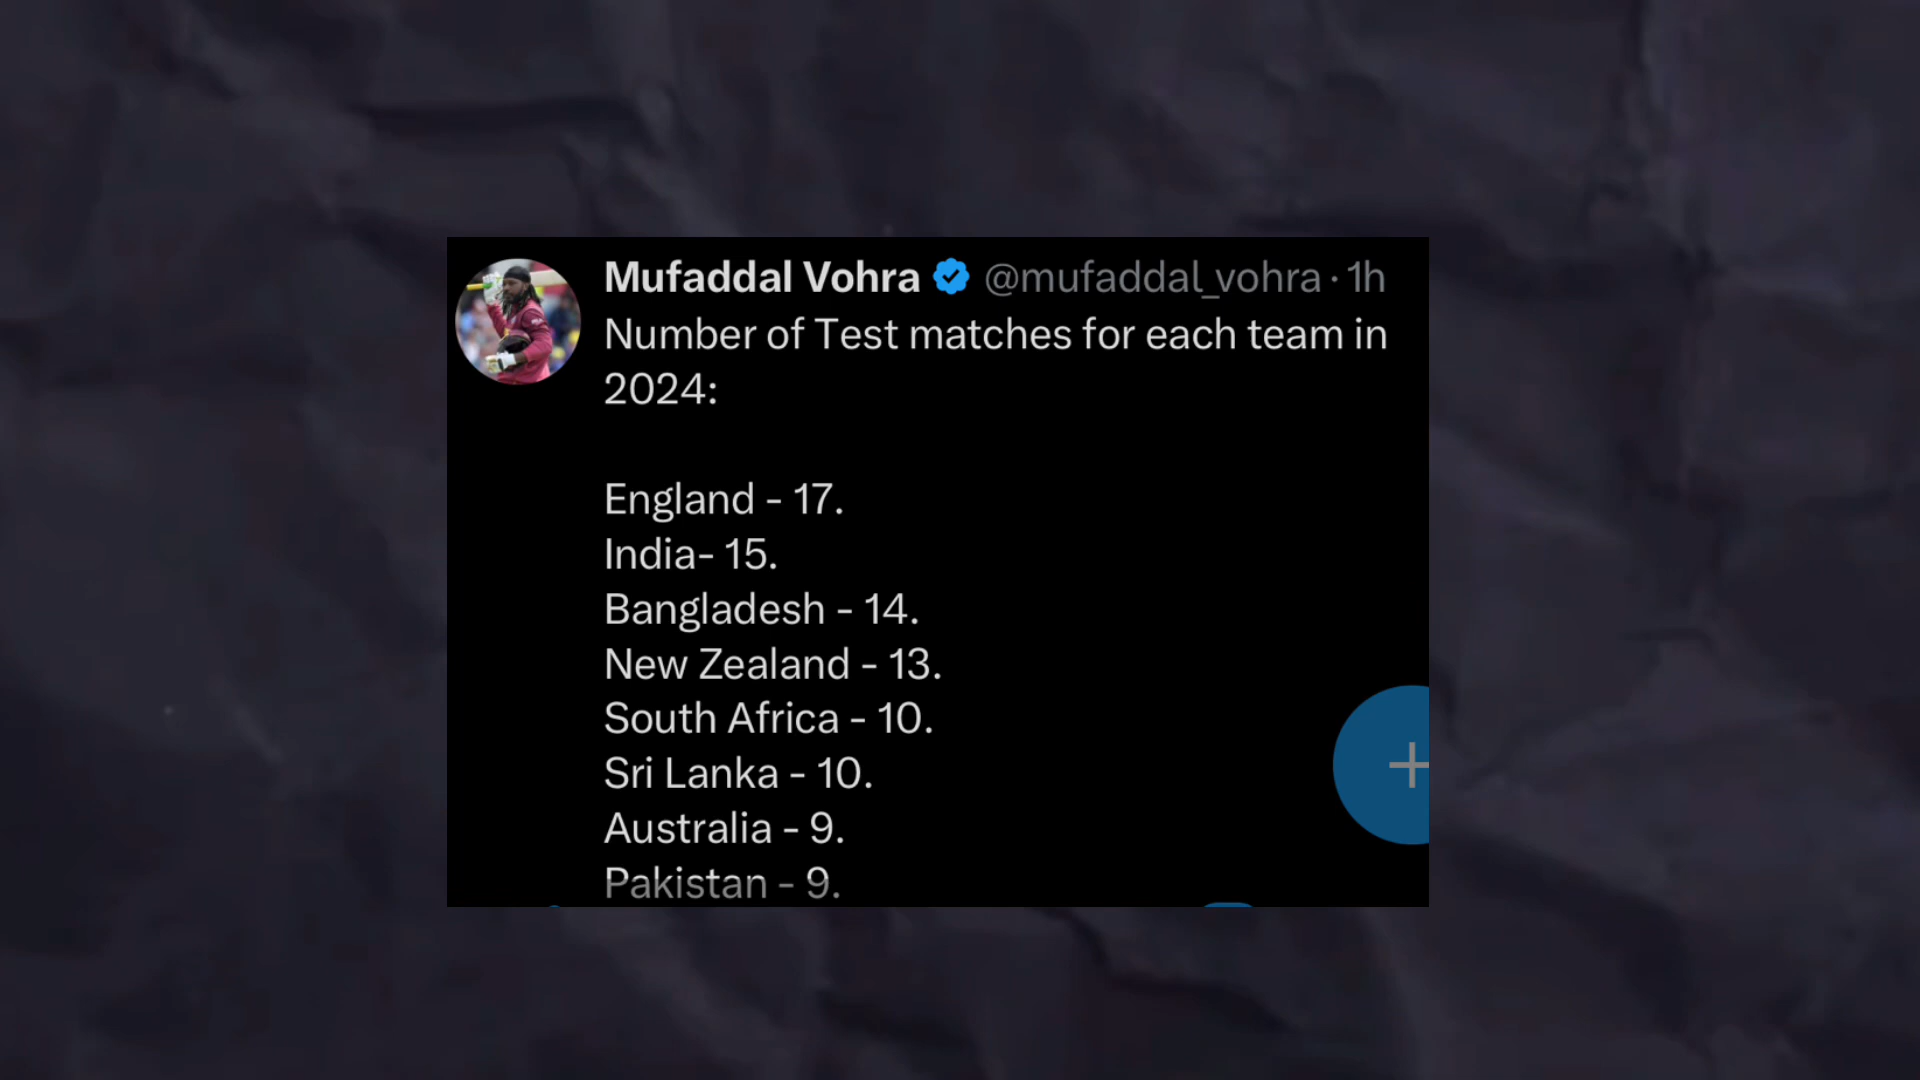 Mufaddal Vohra @mufaddal_vohra · 1h
Number of Test matches for each team in
2024:
England - 17.
India- 15.
Bangladesh - 14.
New Zealand - 13.
South Africa - 10.
Sri Lanka - 10.
Australia - 9.
Pakistan - 9.